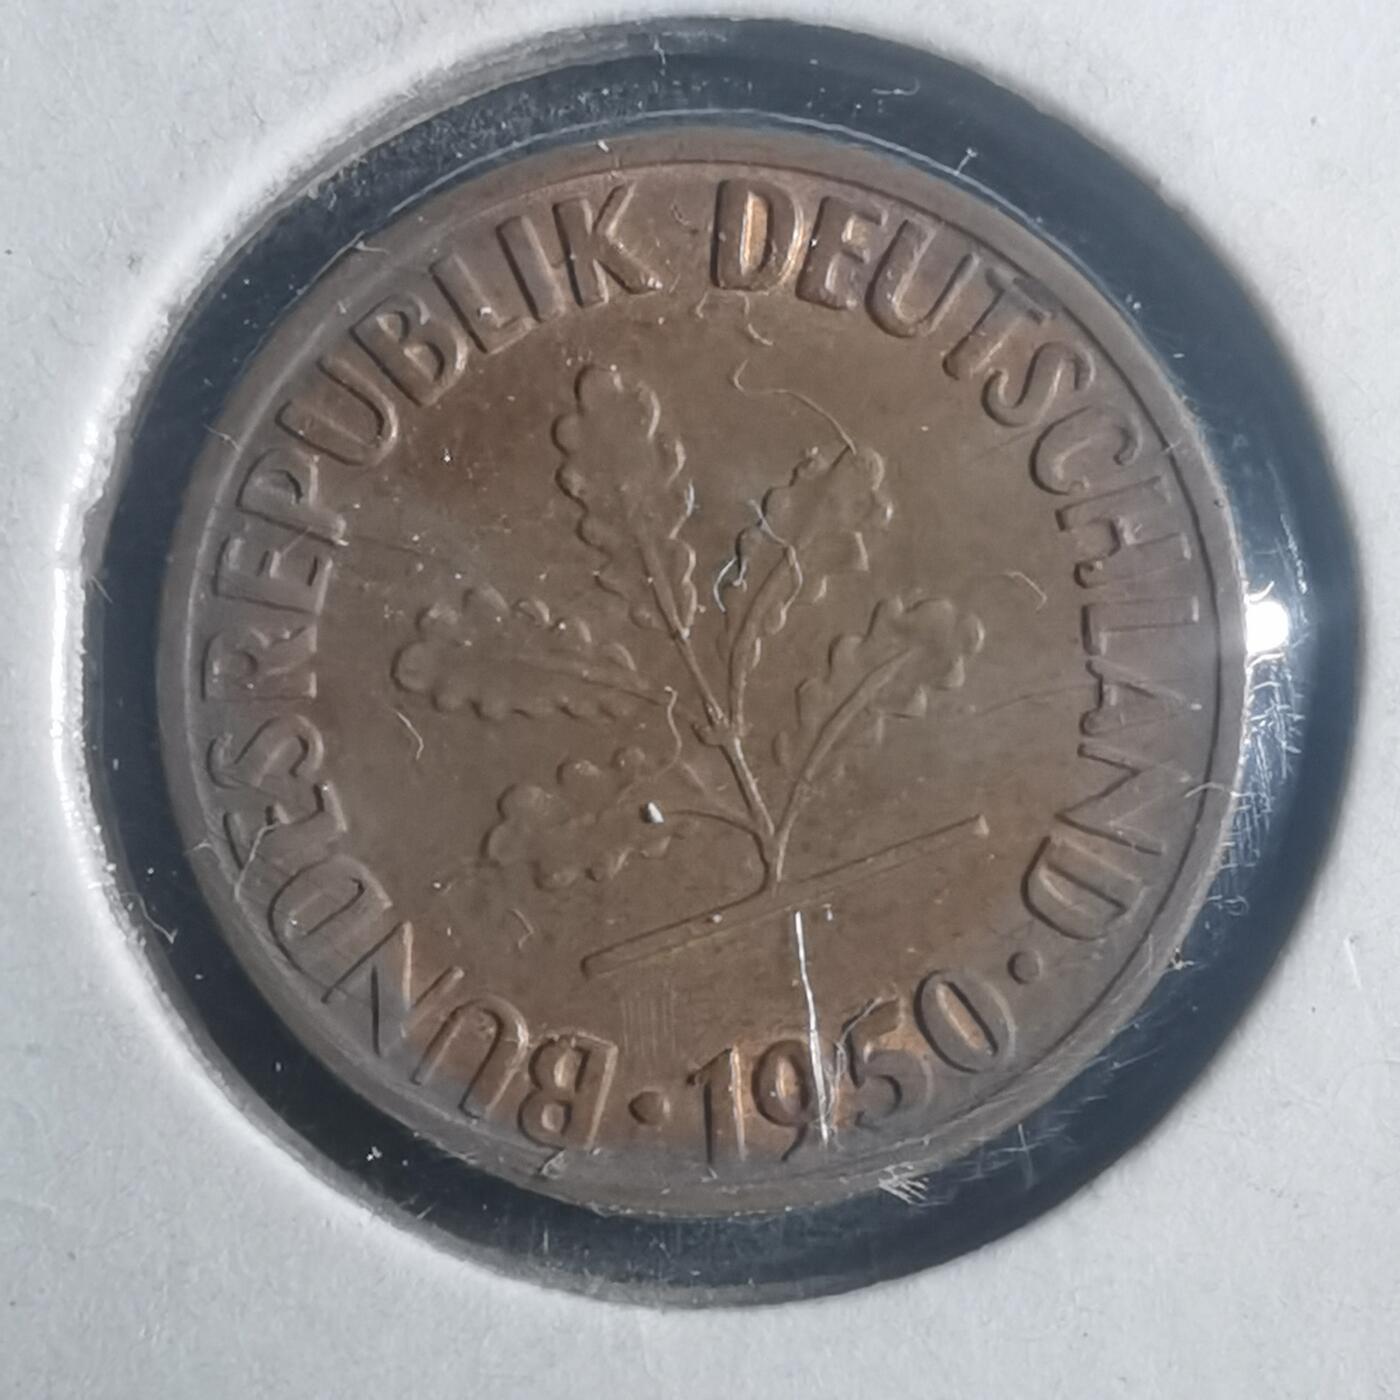 BUNDESREPUBLIK DEUTSCHLAND
· 1950 ·